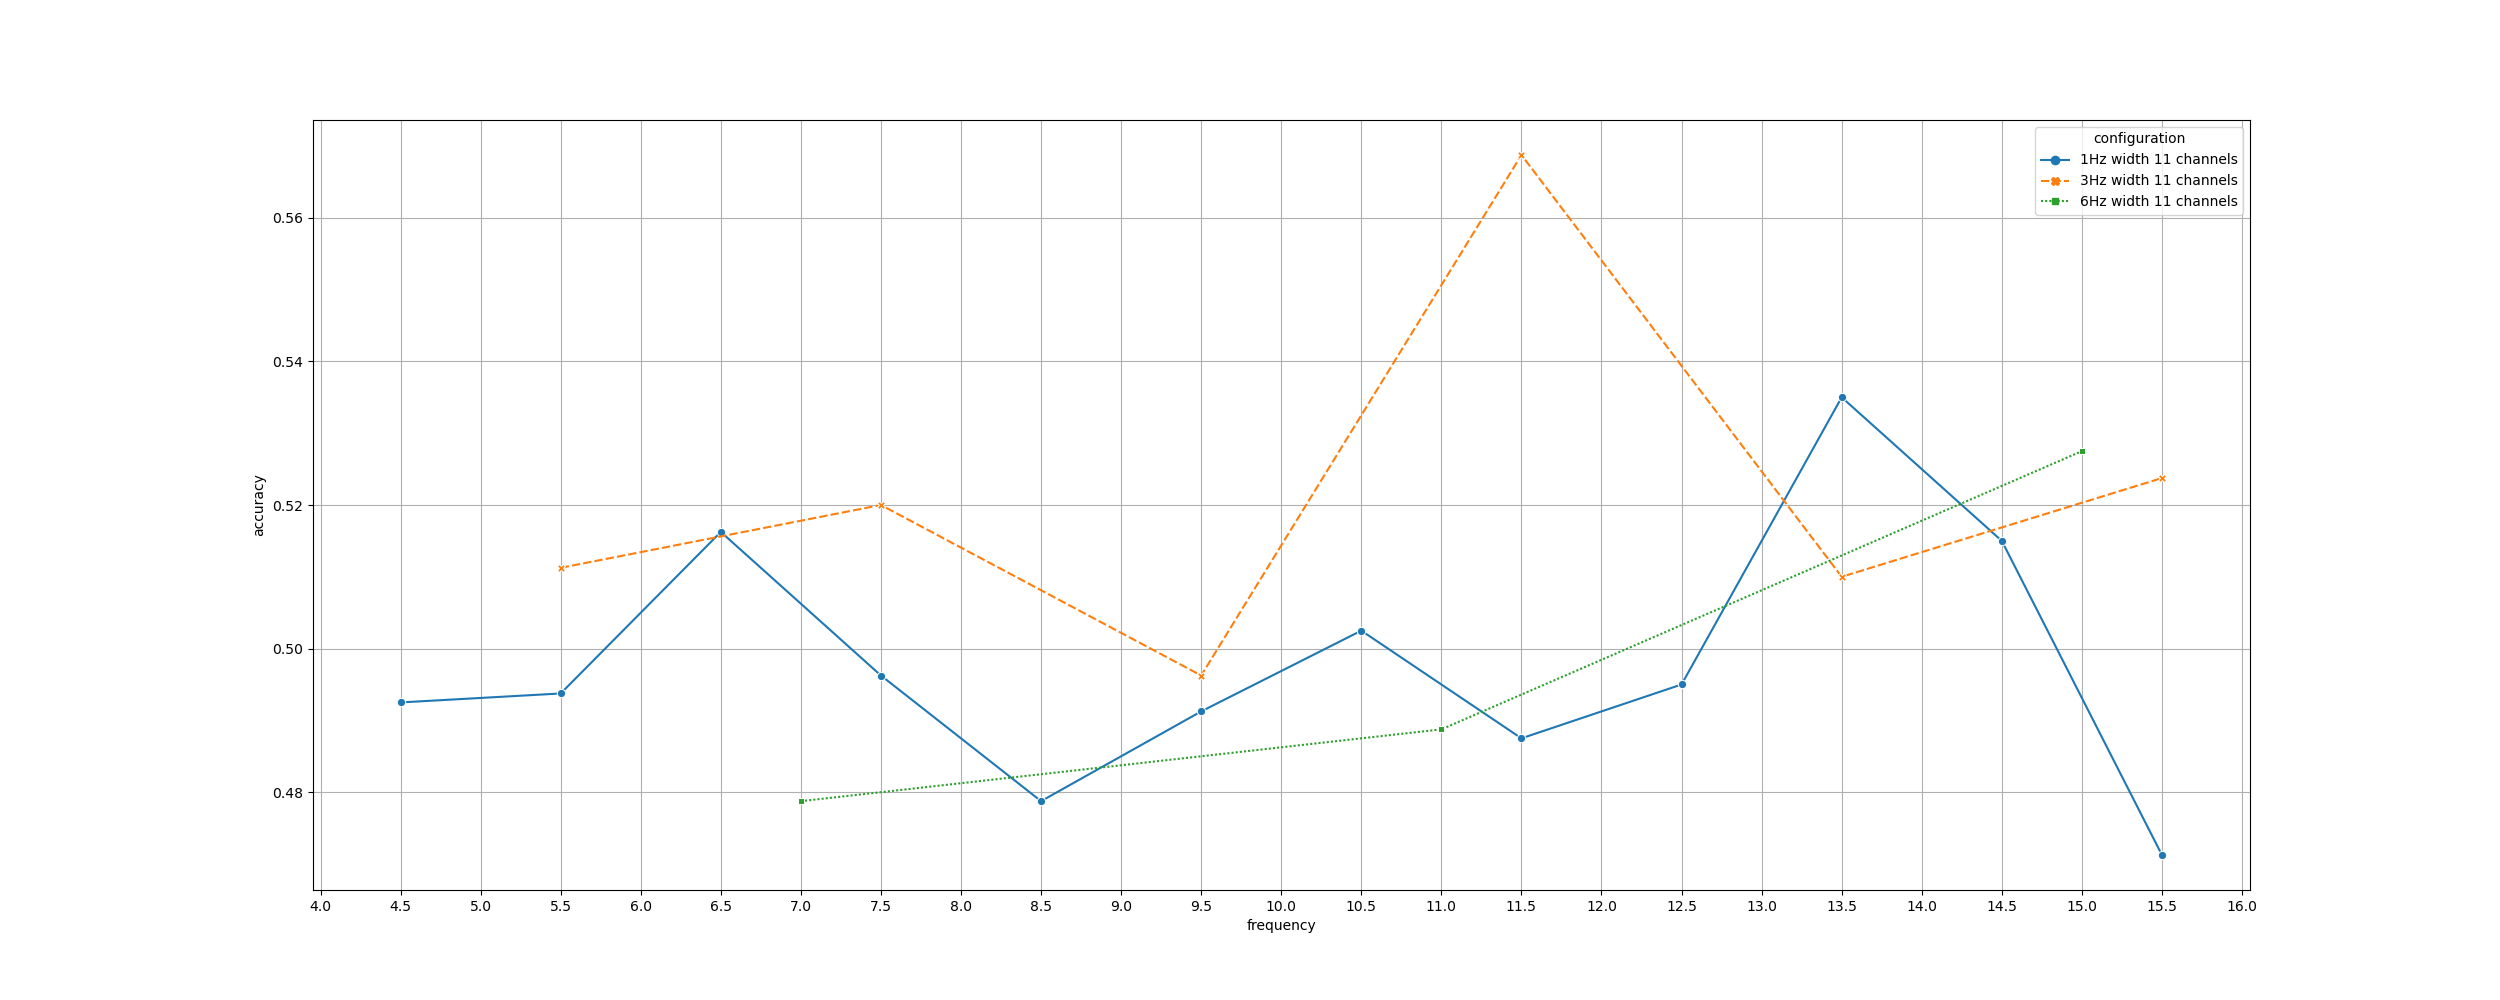 configuration
1Hz width 11 channels
3Hz width 11 channels
6Hz width 11 channels
0.56
0.54
0.52
0.50
0.48
accuracy
4.0 4.5 5.0 5.5 6.0 6.5 7.0 7.5 8.0 8.5 9.0 9.5 10.0 10.5 11.0 11.5 12.0 12.5 13.0 13.5 14.0 14.5 15.0 15.5 16.0
frequency